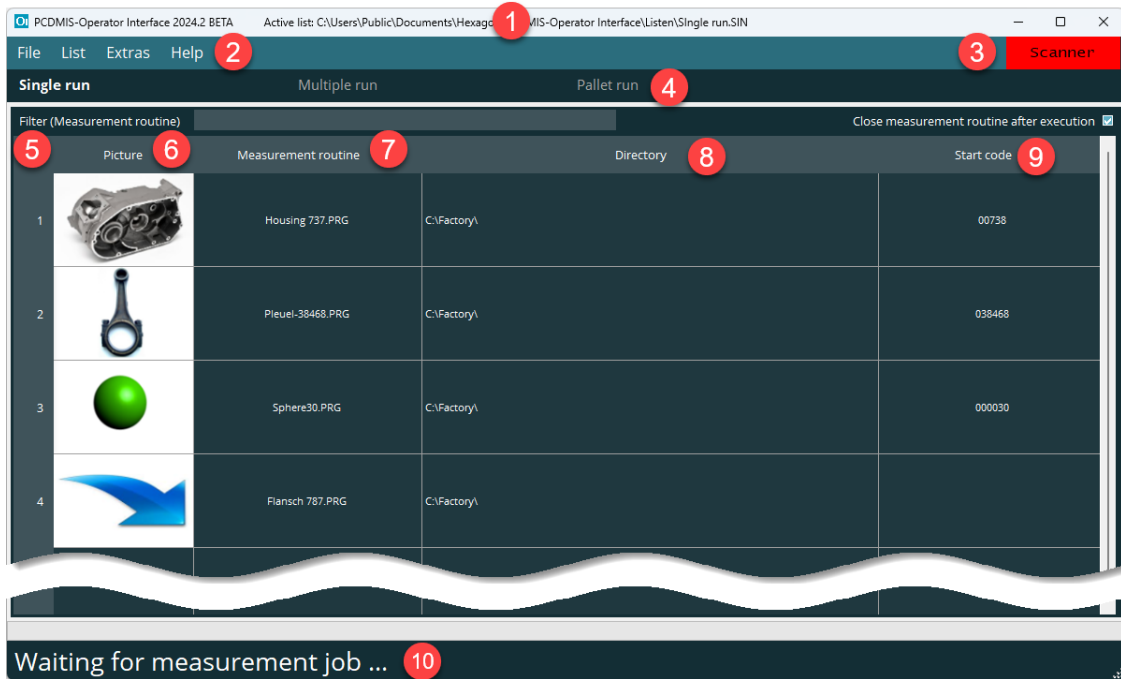 PCDMIS-Operator Interface 2024.2 BETA Active list: C:\Users\Public\Documents\Hexago 1 MIS-Operator Interface\Listen\SIngle run.SIN
File List Extras Help 2 3 Scanner
Single run Multiple run Pallet run 4
Filter (Measurement routine) Close measurement routine after execution
5 Picture 6 Measurement routine 7 Directory 8 Start code 9
1 Housing 737.PRG C:\Factory\ 00738
2 Pleuel-38468.PRG C:\Factory\ 038468
3 Sphere30.PRG C:\Factory\ 000030
4 Flansch 787.PRG C:\Factory\
Waiting for measurement job ... 10